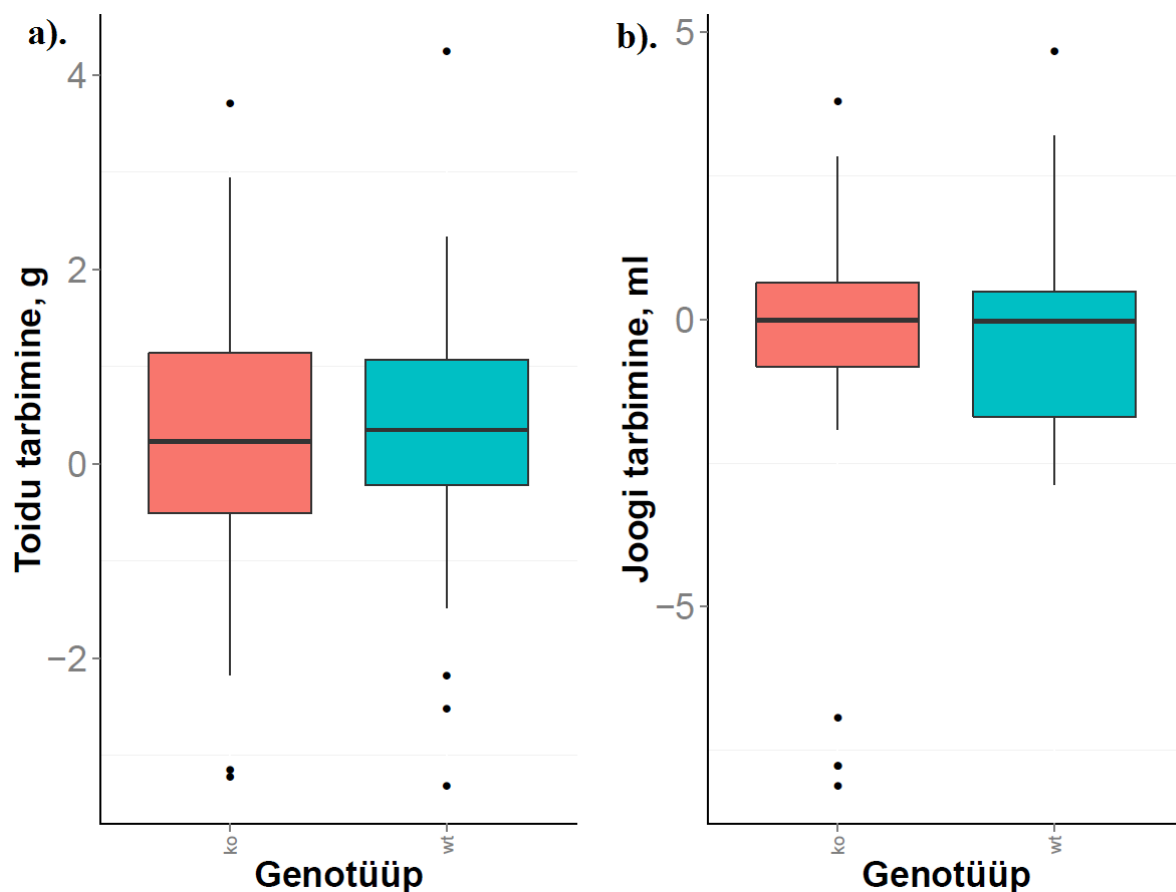 a).
Toidu tarbimine, g
4
2
0
−2
ko
wt
Genotüüp
b).
Joogi tarbimine, ml
5
0
−5
ko
wt
Genotüüp